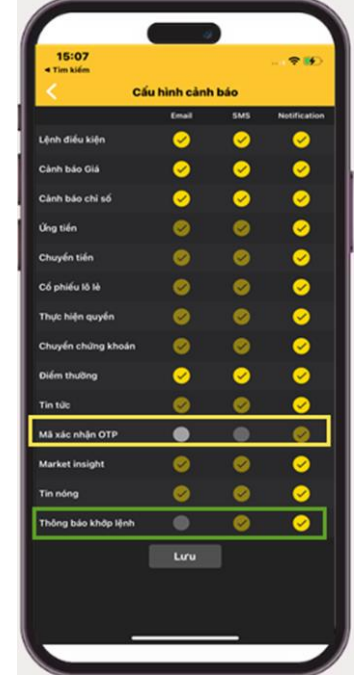 15:07
◀ Tìm kiếm
Cấu hình cảnh báo
Email SMS Notification
Lệnh điều kiện
Cảnh báo Giá
Cảnh báo chỉ số
Ứng tiền
Chuyển tiền
Cổ phiếu lô lẻ
Thực hiện quyền
Chuyển chứng khoán
Điểm thưởng
Tin tức
Mã xác nhận OTP
Market insight
Tin nóng
Thông báo khớp lệnh
Lưu